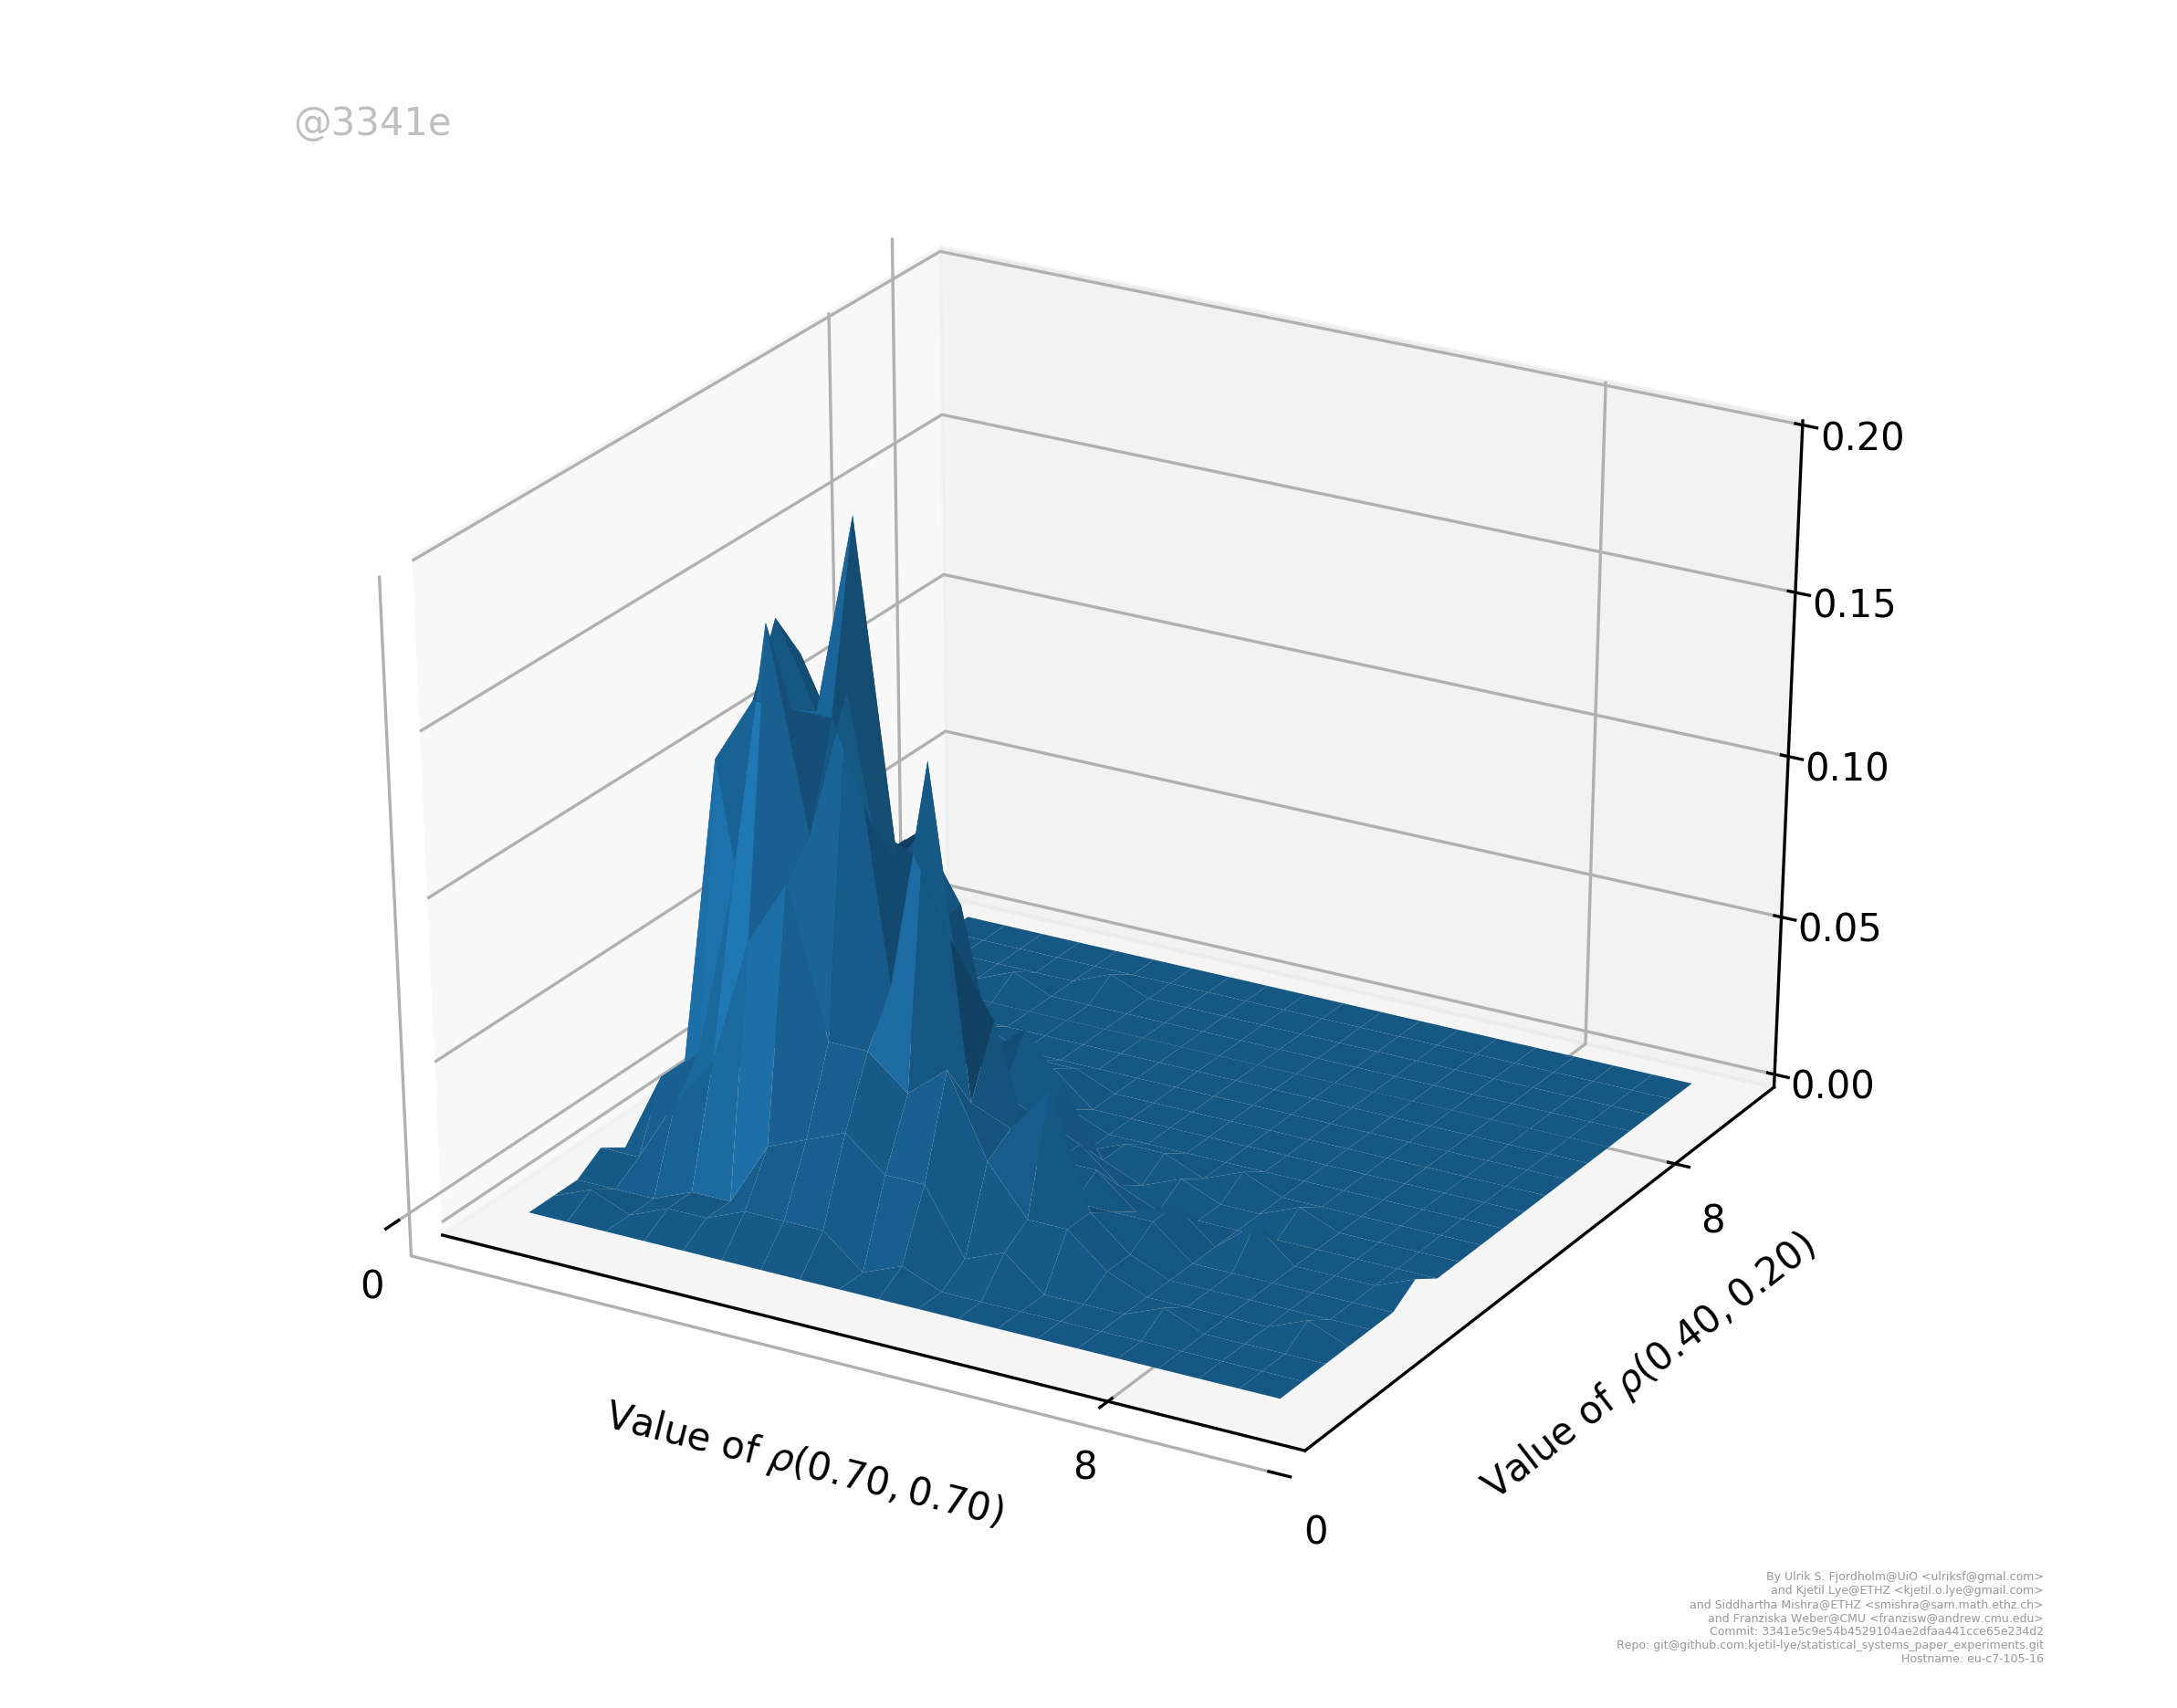 @3341e
0.20
0.15
0.10
0.05
0.00
8
0
8
0
Value of ρ(0.70, 0.70)
Value of ρ(0.40, 0.20)
By Ulrik S. Fjordholm@UiO <ulriksf@gmal.com>
and Kjetil Lye@ETHZ <kjetil.o.lye@gmail.com>
and Siddhartha Mishra@ETHZ <smishra@sam.math.ethz.ch>
and Franziska Weber@CMU <franzisw@andrew.cmu.edu>
Commit: 3341e5c9e54b4529104ae2dfaa441cce65e234d2
Repo: git@github.com:kjetil-lye/statistical_systems_paper_experiments.git
Hostname: eu-c7-105-16